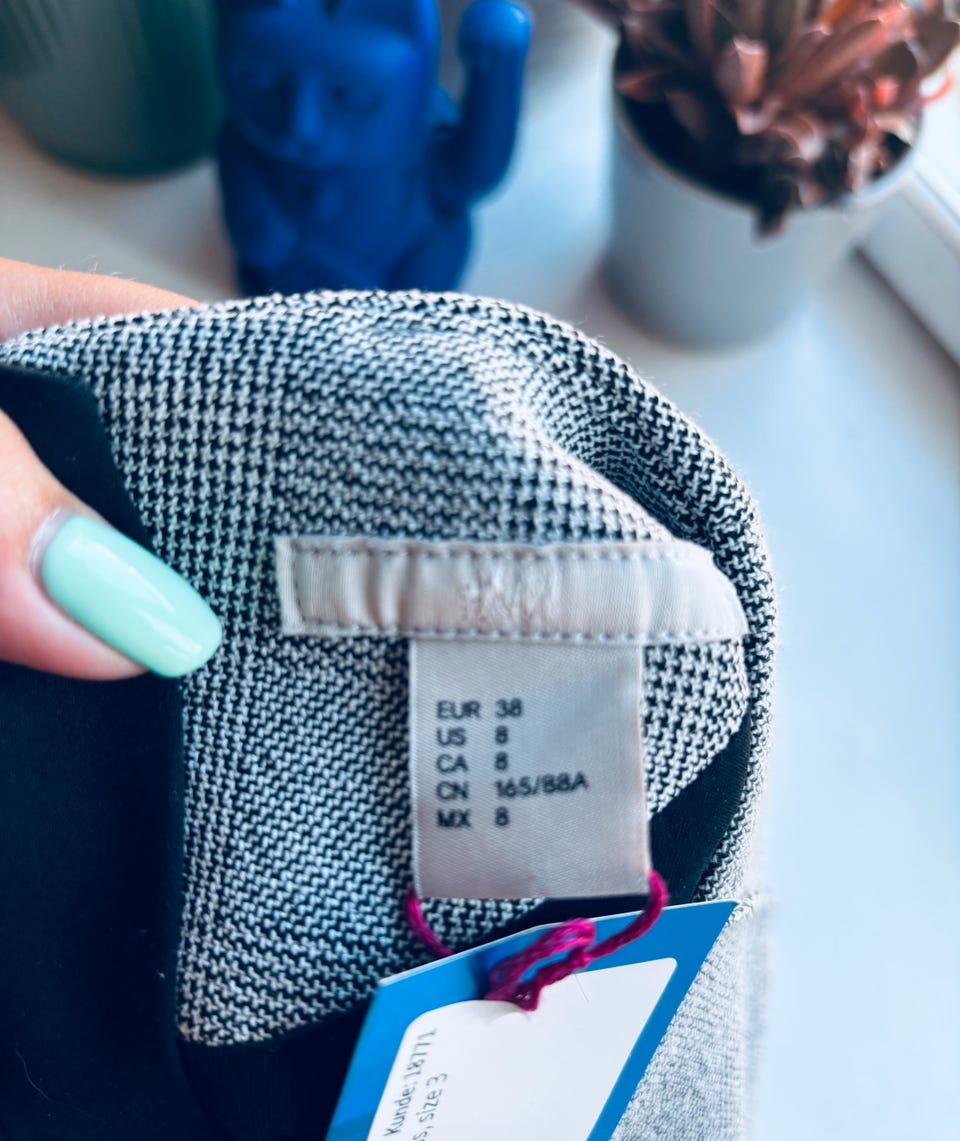 EUR 38
US 8
CA 8
CN 165/88A
MX 8
Kunde: 18771
size 3